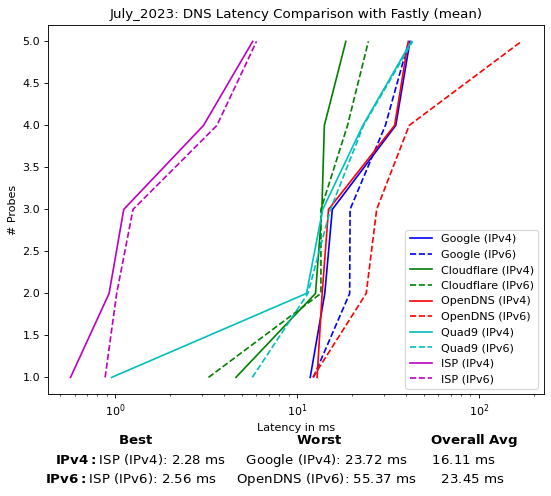 July_2023: DNS Latency Comparison with Fastly (mean)
5.0
4.5
4.0
3.5
3.0
2.5
2.0
1.5
1.0
# Probes
Google (IPv4)
Google (IPv6)
Cloudflare (IPv4)
Cloudflare (IPv6)
OpenDNS (IPv4)
OpenDNS (IPv6)
Quad9 (IPv4)
Quad9 (IPv6)
ISP (IPv4)
ISP (IPv6)
10⁰ 10¹ 10²
Latency in ms
Best Worst Overall Avg
IPv4: ISP (IPv4): 2.28 ms Google (IPv4): 23.72 ms 16.11 ms
IPv6: ISP (IPv6): 2.56 ms OpenDNS (IPv6): 55.37 ms 23.45 ms